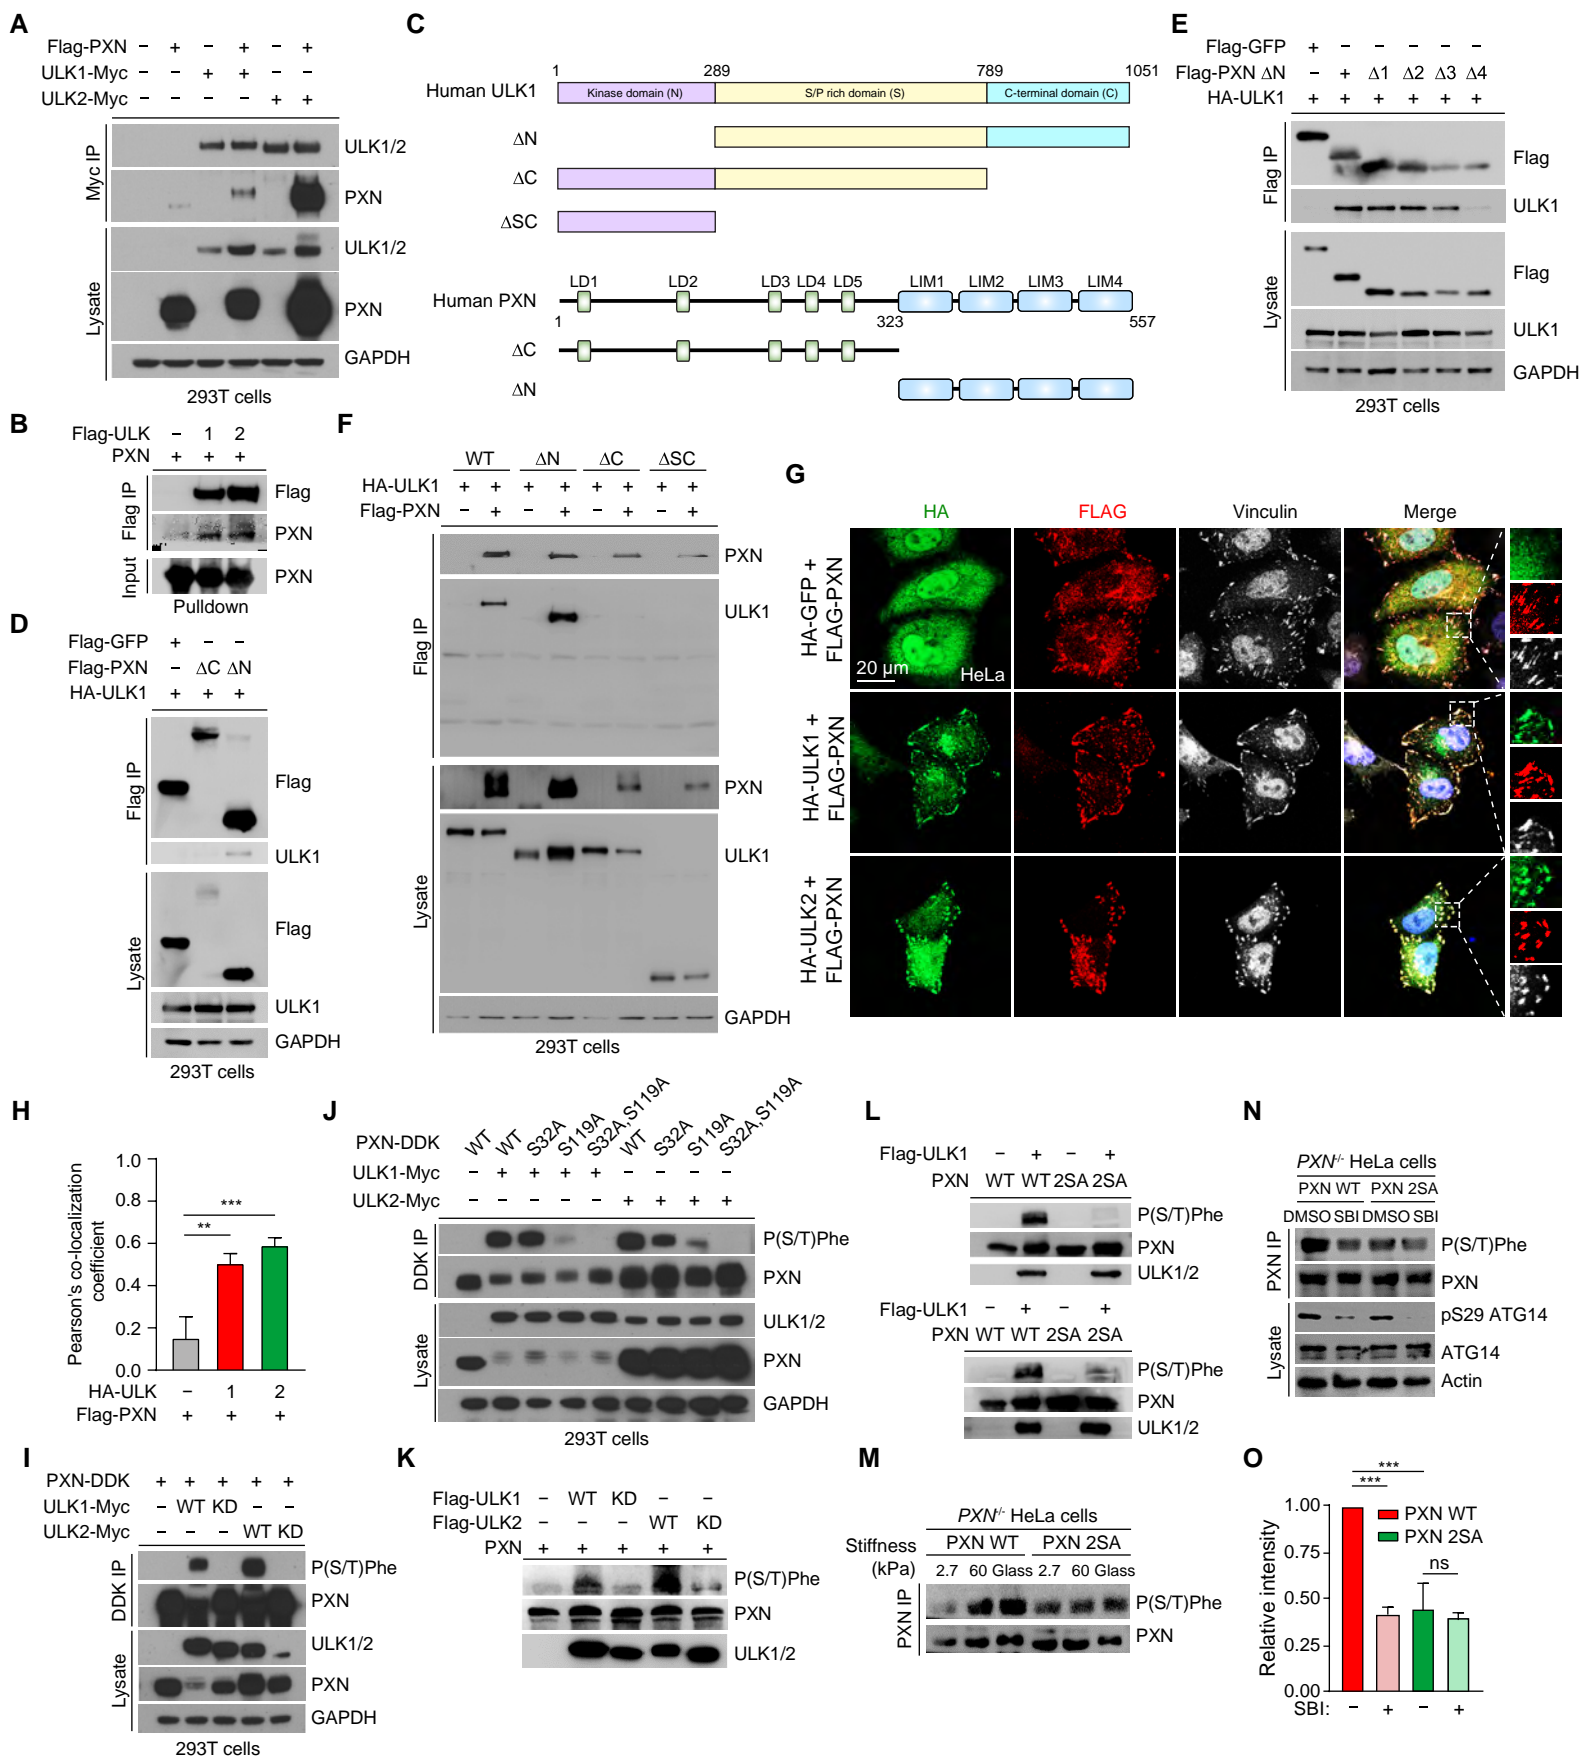 A
Flag-PXN – + – + – +
ULK1-Myc – – + + – –
ULK2-Myc – – – – + +
Myc IP
ULK1/2
PXN
Lysate
ULK1/2
PXN
GAPDH
293T cells
B
Flag-ULK – 1 2
PXN + + +
Flag IP
Flag
PXN
Input
PXN
Pulldown
C
1 289 789 1051
Human ULK1
Kinase domain (N) S/P rich domain (S) C-terminal domain (C)
ΔN
ΔC
ΔSC
LD1 LD2 LD3 LD4 LD5 LIM1 LIM2 LIM3 LIM4
Human PXN
1 323 557
ΔC
ΔN
D
Flag-GFP + – –
Flag-PXN – ΔC ΔN
HA-ULK1 + + +
Flag IP
Flag
ULK1
Lysate
Flag
ULK1
GAPDH
293T cells
E
Flag-GFP + – – – – –
Flag-PXN ΔN – + Δ1 Δ2 Δ3 Δ4
HA-ULK1 + + + + + +
Flag IP
Flag
ULK1
Lysate
Flag
ULK1
GAPDH
293T cells
F
WT ΔN ΔC ΔSC
HA-ULK1 + + + + + + + +
Flag-PXN – + – + – + – +
Flag IP
PXN
ULK1
Lysate
PXN
ULK1
GAPDH
293T cells
G
HA FLAG Vinculin Merge
HA-GFP +
FLAG-PXN
20 μm
HeLa
HA-ULK1 +
FLAG-PXN
HA-ULK2 +
FLAG-PXN
H
Pearson's co-localization
coefficient
1.0
0.8
0.6
0.4
0.2
0.0
***
**
HA-ULK – 1 2
Flag-PXN + + +
I
PXN-DDK + + + + +
ULK1-Myc – WT KD – –
ULK2-Myc – – – WT KD
DDK IP
P(S/T)Phe
PXN
Lysate
ULK1/2
PXN
GAPDH
293T cells
J
PXN-DDK WT WT S32A S119A S32A,S119A WT S32A S119A S32A,S119A
ULK1-Myc – + + + + – – – –
ULK2-Myc – – – – – + + + +
DDK IP
P(S/T)Phe
PXN
Lysate
ULK1/2
PXN
GAPDH
293T cells
K
Flag-ULK1 – WT KD – –
Flag-ULK2 – – – WT KD
PXN + + + + +
P(S/T)Phe
PXN
ULK1/2
L
Flag-ULK1 – + – +
PXN WT WT 2SA 2SA
P(S/T)Phe
PXN
ULK1/2
Flag-ULK1 – + – +
PXN WT WT 2SA 2SA
P(S/T)Phe
PXN
ULK1/2
M
PXN-/- HeLa cells
Stiffness
(kPa)
PXN WT PXN 2SA
2.7 60 Glass 2.7 60 Glass
PXN IP
P(S/T)Phe
PXN
N
PXN-/- HeLa cells
PXN WT PXN 2SA
DMSO SBI DMSO SBI
PXN IP
P(S/T)Phe
PXN
Lysate
pS29 ATG14
ATG14
Actin
O
Relative intensity
1.00
0.75
0.50
0.25
0.00
***
***
ns
PXN WT
PXN 2SA
SBI: – + – +